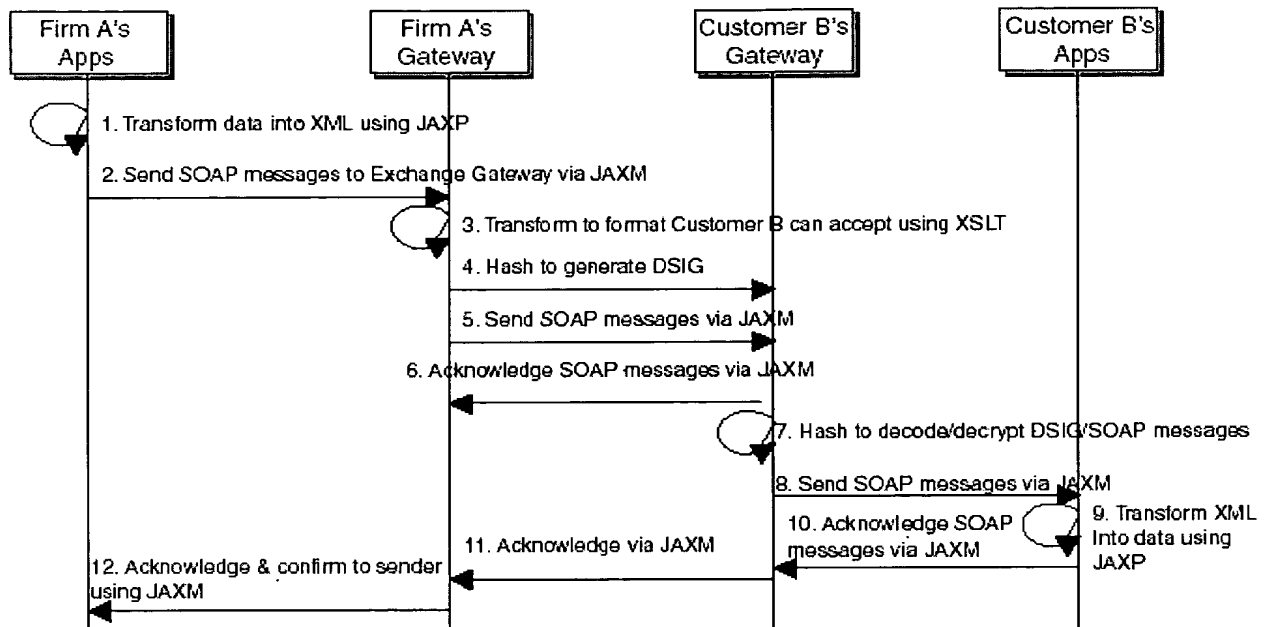 Firm A's
Apps
Firm A's
Gateway
Customer B's
Gateway
Customer B's
Apps
1. Transform data into XML using JAXP
2. Send SOAP messages to Exchange Gateway via JAXM
3. Transform to format Customer B can accept using XSLT
4. Hash to generate DSIG
5. Send SOAP messages via JAXM
6. Acknowledge SOAP messages via JAXM
7. Hash to decode/decrypt DSIG/SOAP messages
8. Send SOAP messages via JAXM
9. Transform XML
Into data using
JAXP
10. Acknowledge SOAP
messages via JAXM
11. Acknowledge via JAXM
12. Acknowledge & confirm to sender
using JAXM